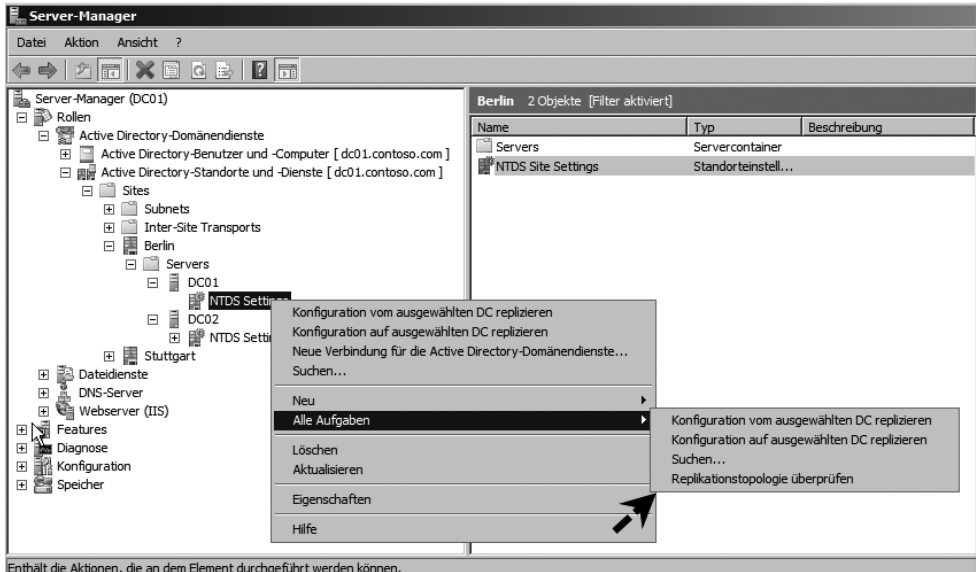 Server-Manager
Datei Aktion Ansicht ?
Server-Manager (DC01)
Rollen
Active Directory-Domänendienste
Active Directory-Benutzer und -Computer [ dc01.contoso.com ]
Active Directory-Standorte und -Dienste [ dc01.contoso.com ]
Sites
Subnets
Inter-Site Transports
Berlin
Servers
DC01
NTDS Settings
DC02
NTDS Setti
Stuttgart
Dateidienste
DNS-Server
Webserver (IIS)
Features
Diagnose
Konfiguration
Speicher
Berlin 2 Objekte [Filter aktiviert]
Name Typ Beschreibung
Servers Servercontainer
NTDS Site Settings Standorteinstell...
Konfiguration vom ausgewählten DC replizieren
Konfiguration auf ausgewählten DC replizieren
Neue Verbindung für die Active Directory-Domänendienste...
Suchen...
Neu
Alle Aufgaben
Löschen
Aktualisieren
Eigenschaften
Hilfe
Konfiguration vom ausgewählten DC replizieren
Konfiguration auf ausgewählten DC replizieren
Suchen...
Replikationstopologie überprüfen
Enthält die Aktionen, die an dem Element durchgeführt werden können.